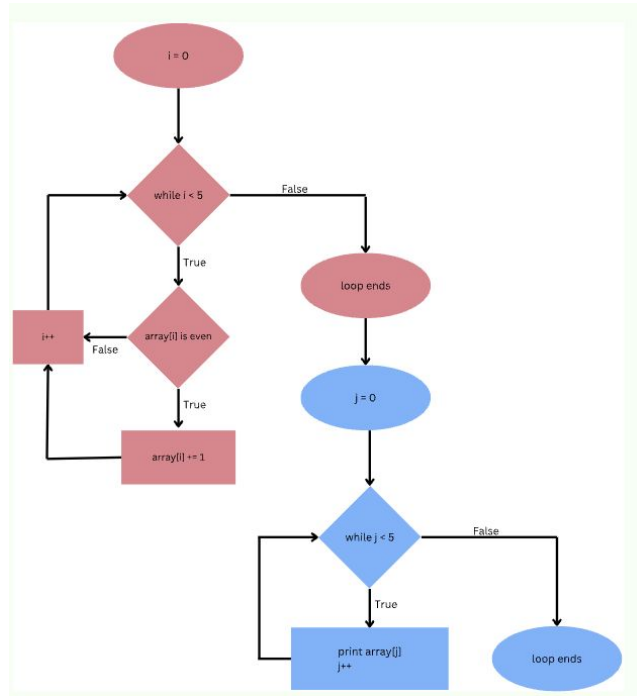 i = 0
while i < 5
False
True
loop ends
i++
False
array[i] is even
True
j = 0
array[i] += 1
while j < 5
False
True
print array[j]
j++
loop ends